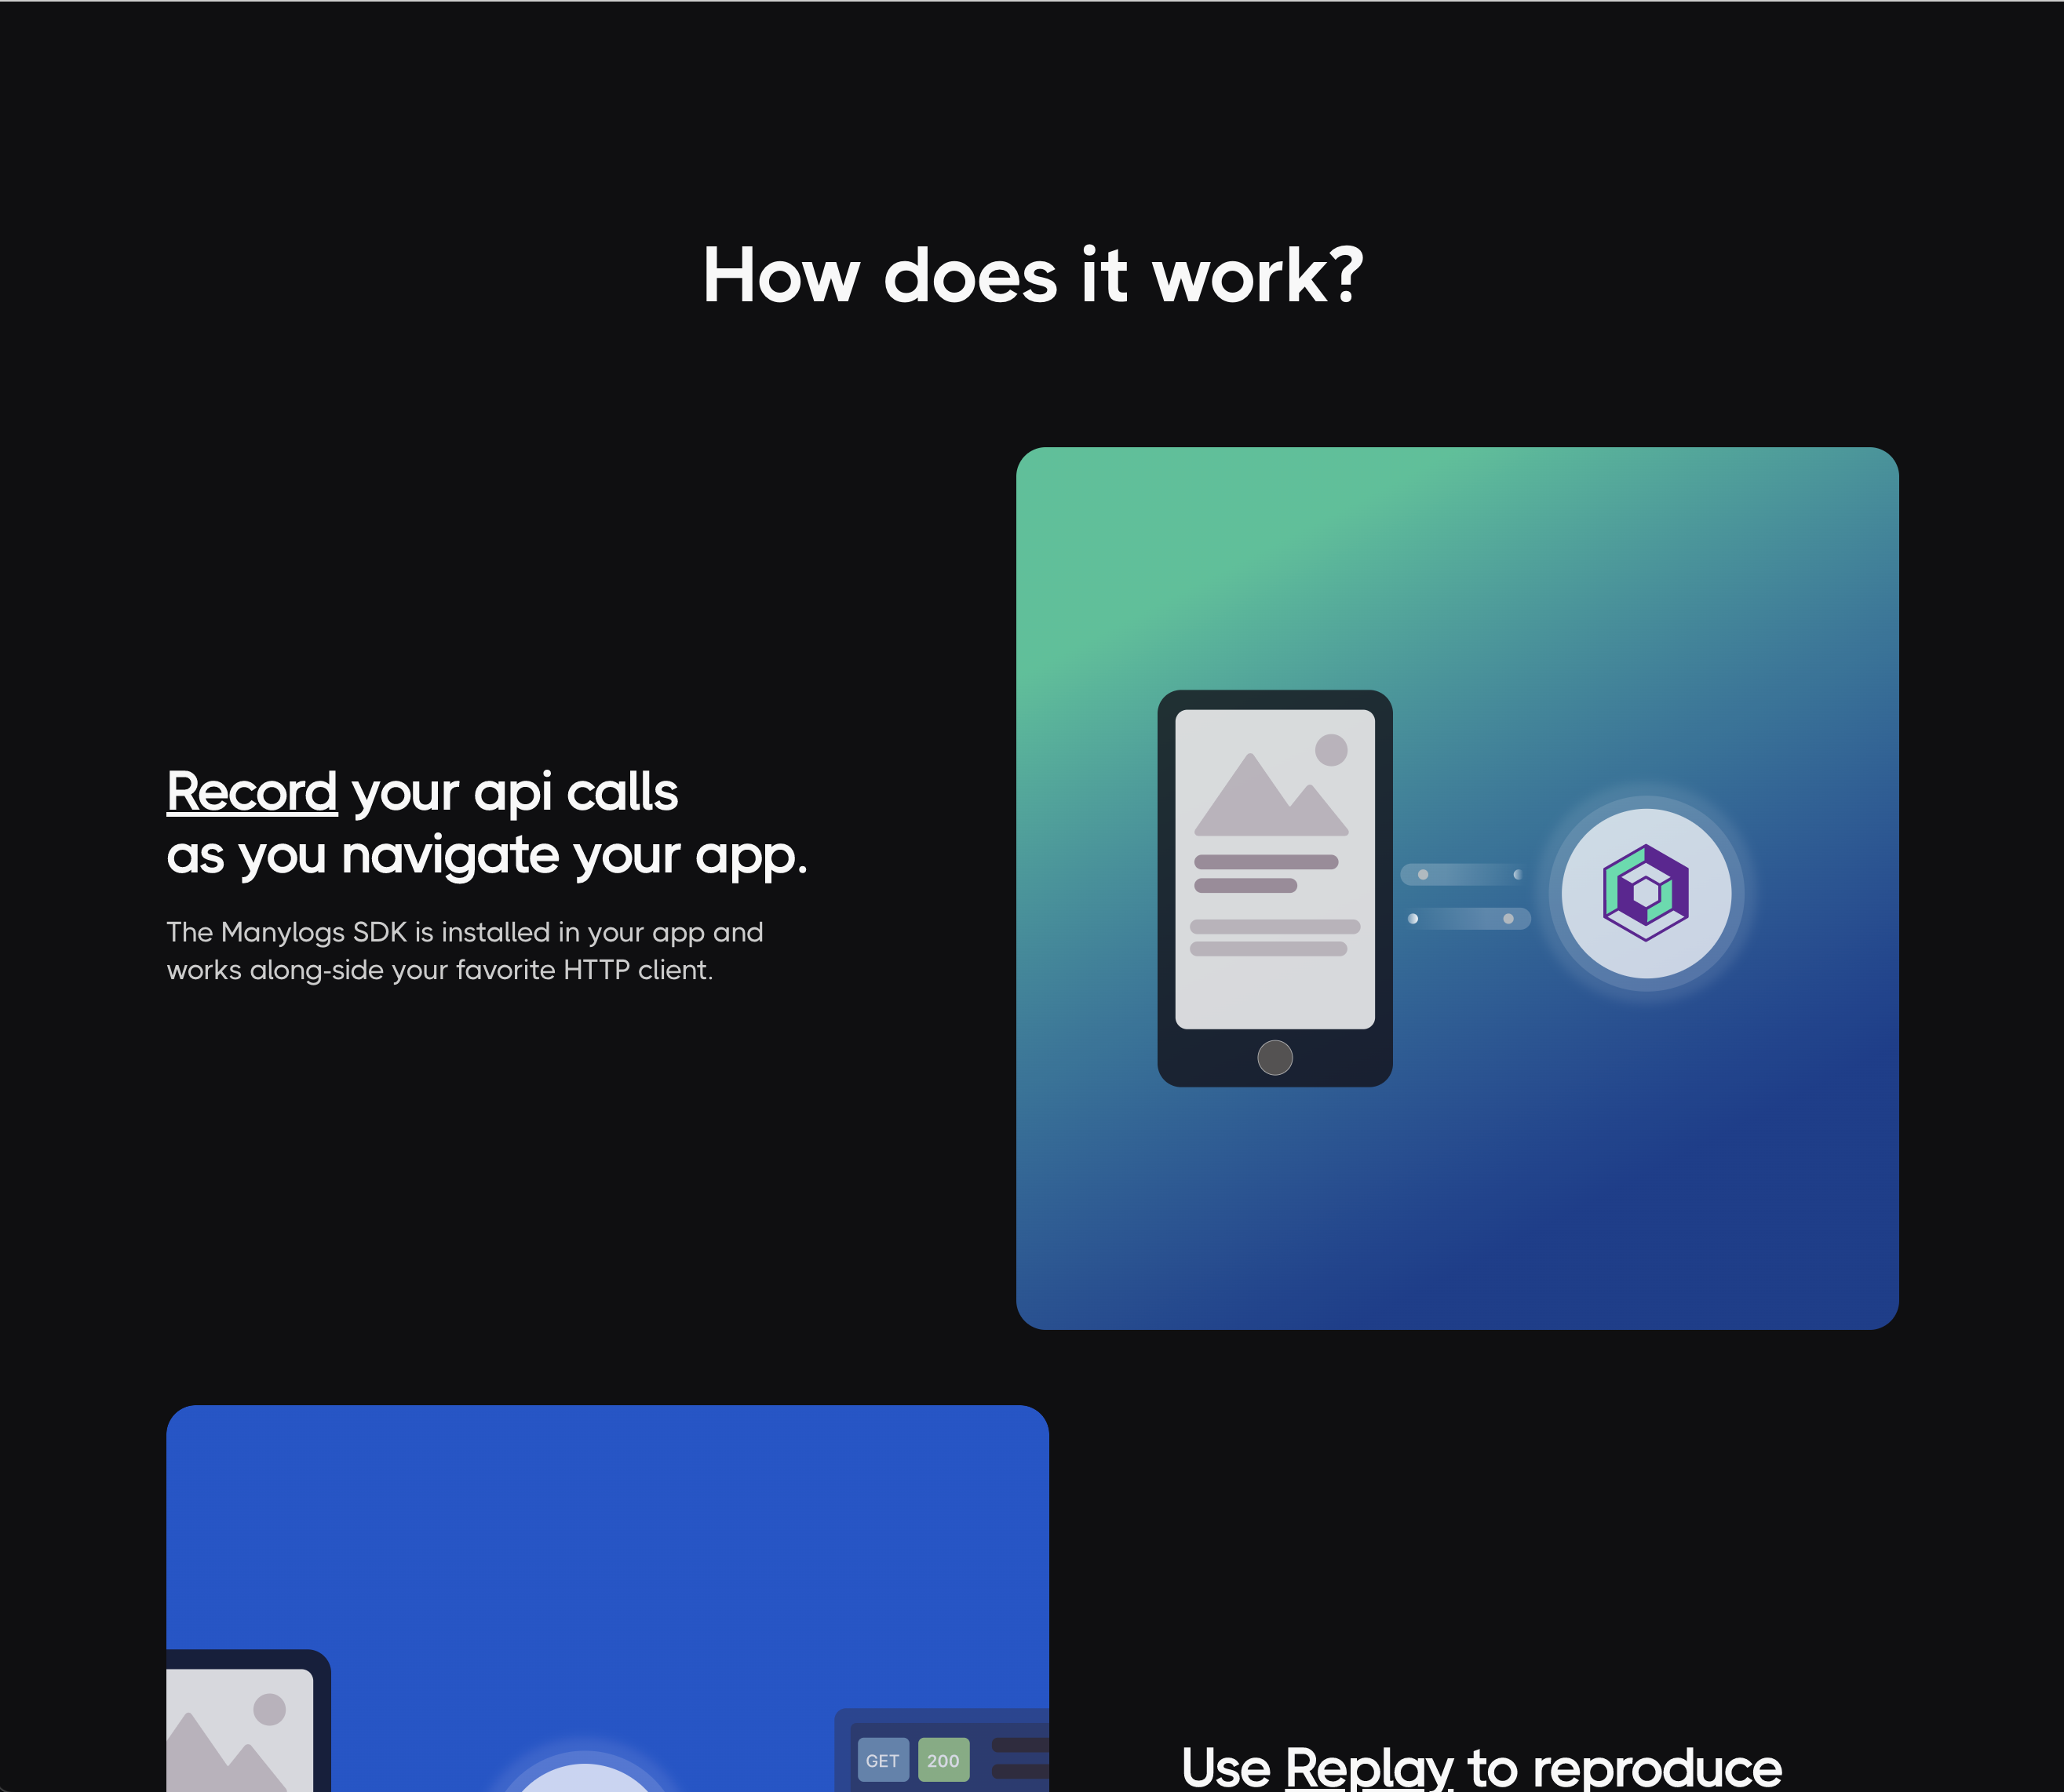 How does it work?
Record your api calls
as you navigate your app.
The Manylogs SDK is installed in your app and
works along-side your favorite HTTP client.
GET 200
Use Replay to reproduce